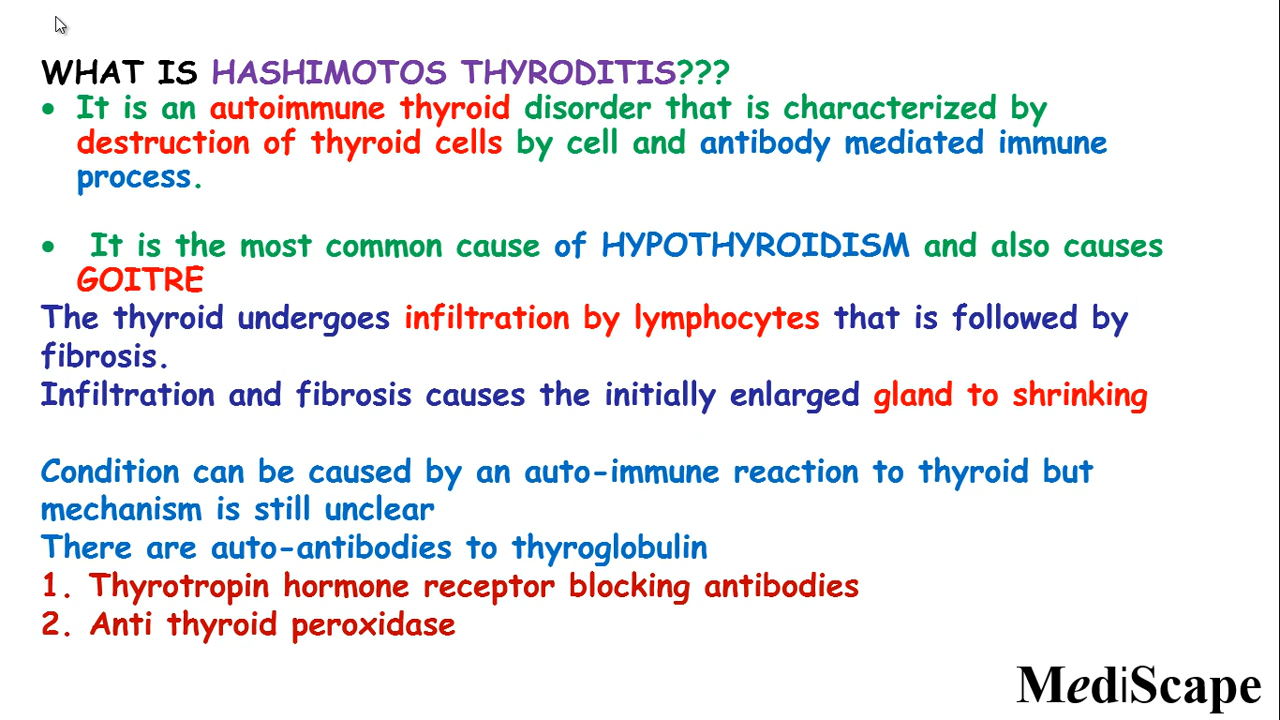 WHAT IS HASHIMOTOS THYRODITIS???
• It is an autoimmune thyroid disorder that is characterized by
destruction of thyroid cells by cell and antibody mediated immune
process.
• It is the most common cause of HYPOTHYROIDISM and also causes
GOITRE
The thyroid undergoes infiltration by lymphocytes that is followed by
fibrosis.
Infiltration and fibrosis causes the initially enlarged gland to shrinking
Condition can be caused by an auto-immune reaction to thyroid but
mechanism is still unclear
There are auto-antibodies to thyroglobulin
1. Thyrotropin hormone receptor blocking antibodies
2. Anti thyroid peroxidase
MediScape